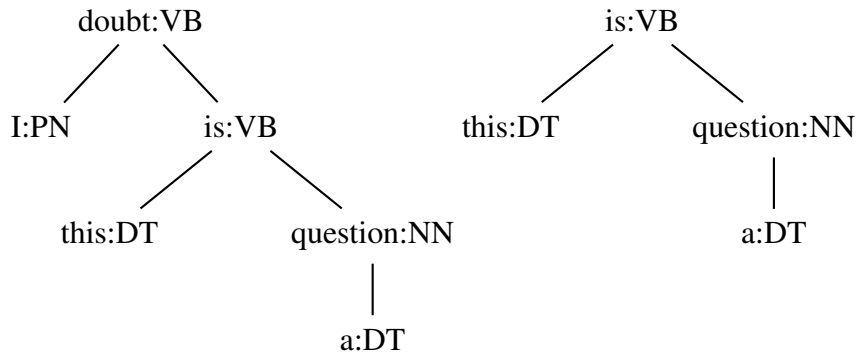 doubt:VB is:VB
I:PN is:VB this:DT question:NN
this:DT question:NN a:DT
a:DT